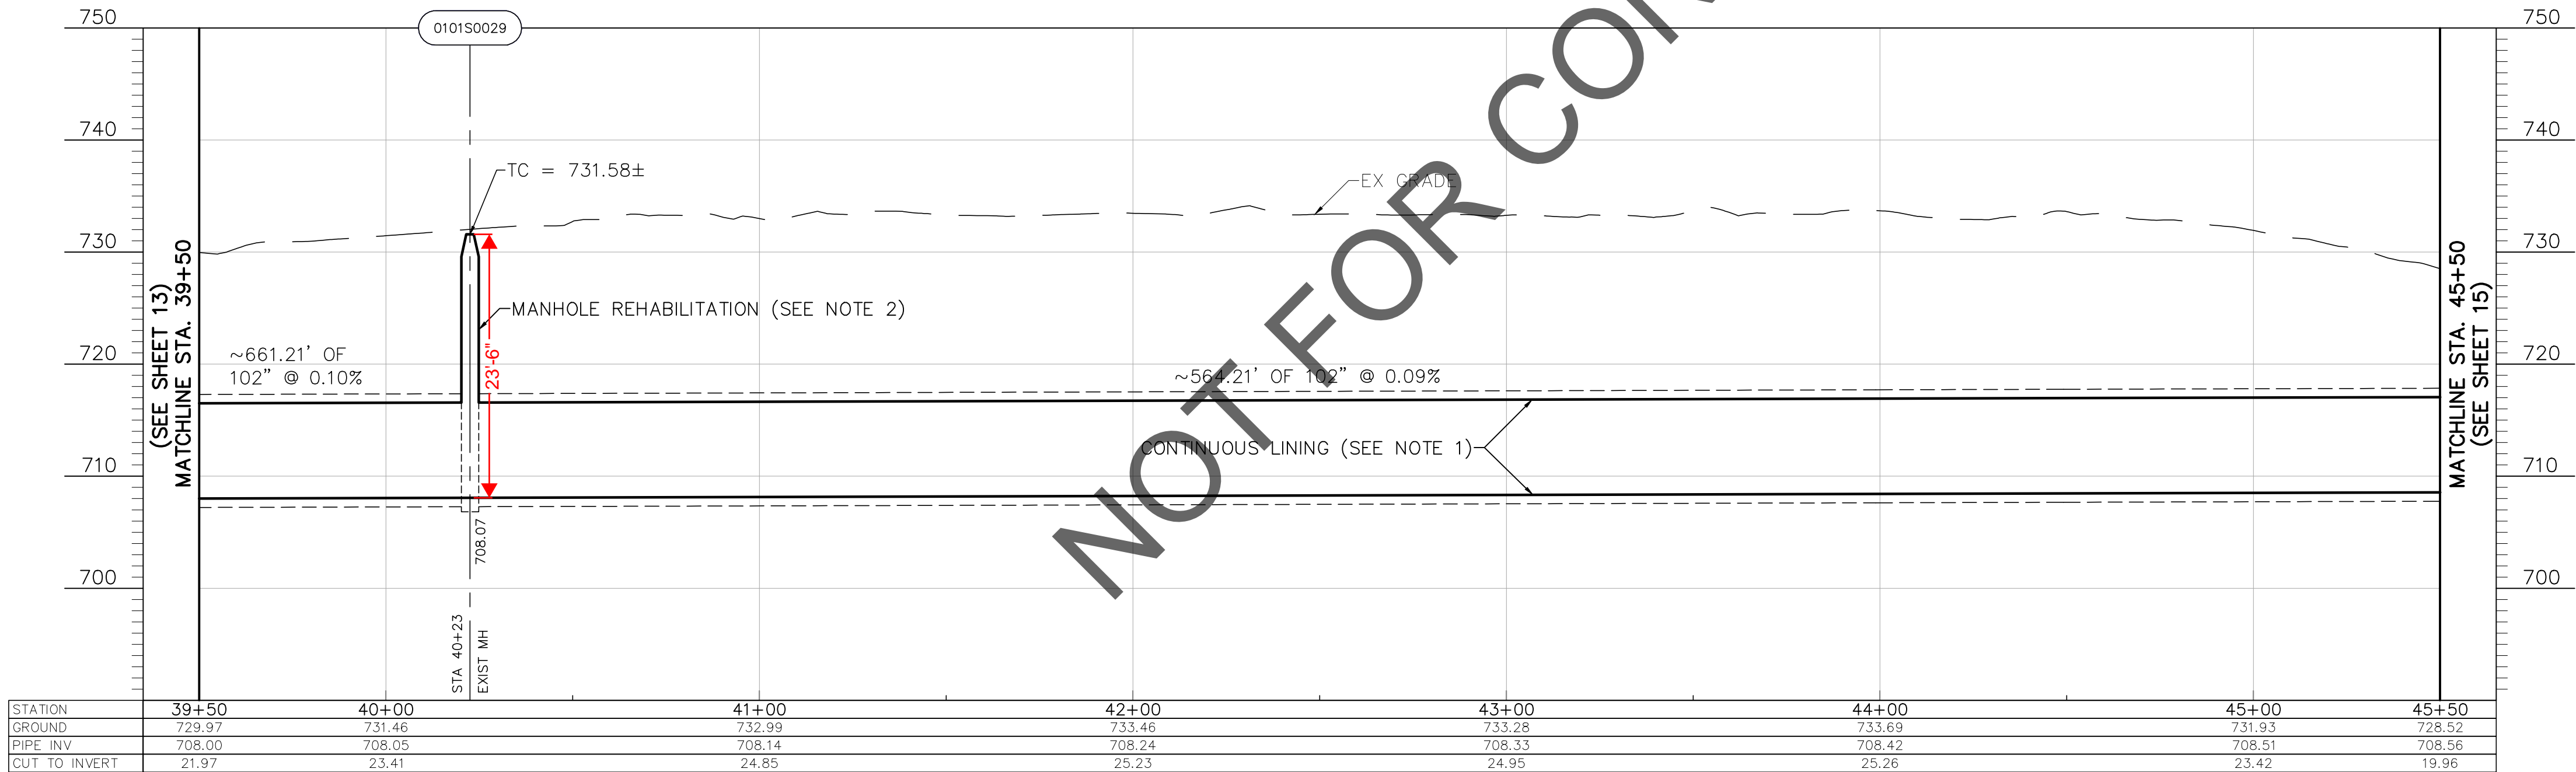 750
750
0101S0029
740
740
TC = 731.58±
EX GRADE
730
730
(SEE SHEET 13)
MATCHLINE STA. 39+50
MANHOLE REHABILITATION (SEE NOTE 2)
23'-6"
MATCHLINE STA. 45+50
(SEE SHEET 15)
720
720
~661.21' OF
102" @ 0.10%
~564.21' OF 102" @ 0.09%
CONTINUOUS LINING (SEE NOTE 1)
710
710
708.07
700
700
STA 40+23
EXIST MH
NOT FOR CON
STATION 39+50 40+00 41+00 42+00 43+00 44+00 45+00 45+50
GROUND 729.97 731.46 732.99 733.46 733.28 733.69 731.93 728.52
PIPE INV 708.00 708.05 708.14 708.24 708.33 708.42 708.51 708.56
CUT TO INVERT 21.97 23.41 24.85 25.23 24.95 25.26 23.42 19.96